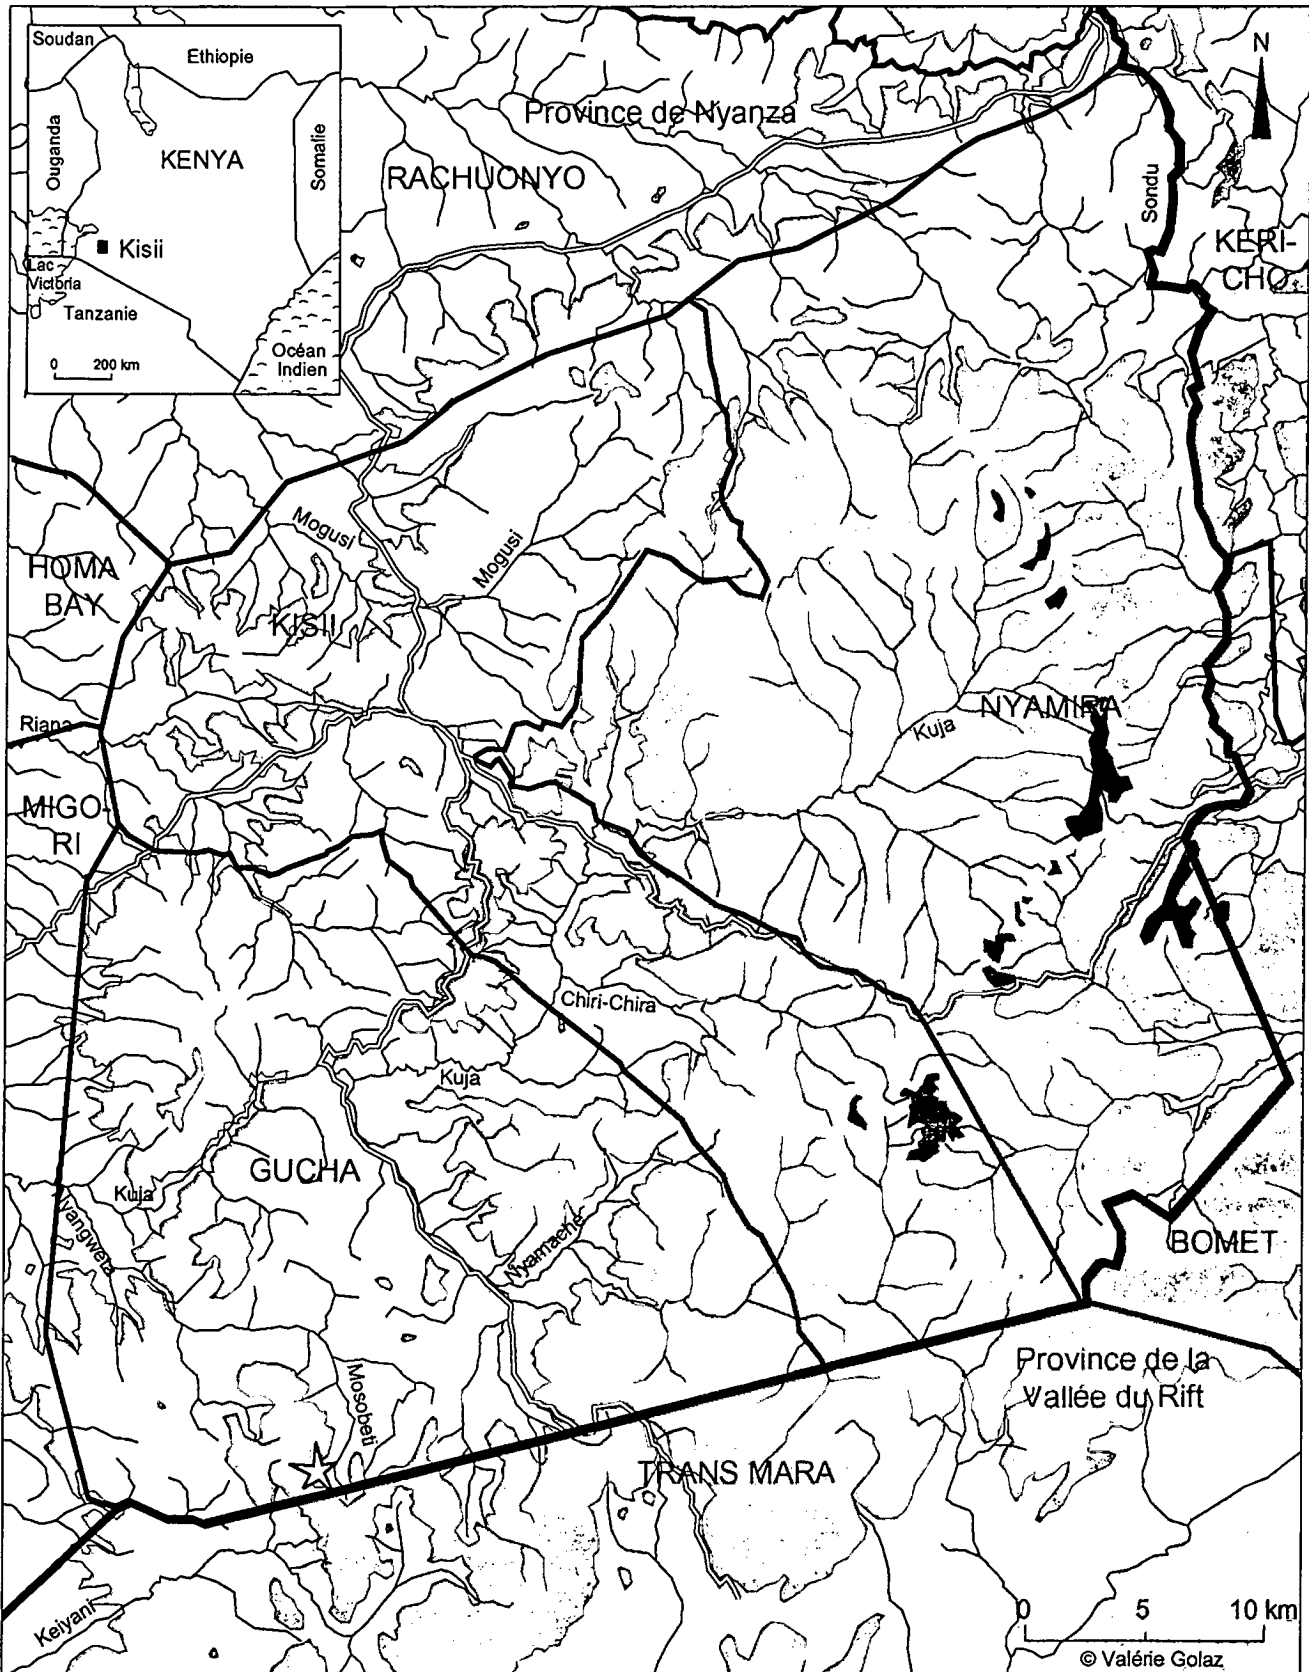 Soudan
Ethiopie
Ouganda
KENYA
Somalie
Kisii
Lac
Victoria
Tanzanie
Océan
Indien
0 200 km
N
Province de Nyanza
RACHUONYO
Sondu
KERI-
CHO
Mogusi
Mogusi
HOMA
BAY
KISII
Riana
NYAMIRA
Kuja
MIGO-
RI
Chiri-Chira
Kuja
GUCHA
Kuja
Nyangweta
Nyamache
BOMET
Mosobeti
Province de la
Vallée du Rift
TRANS MARA
Keiyani
0 5 10 km
© Valérie Golaz